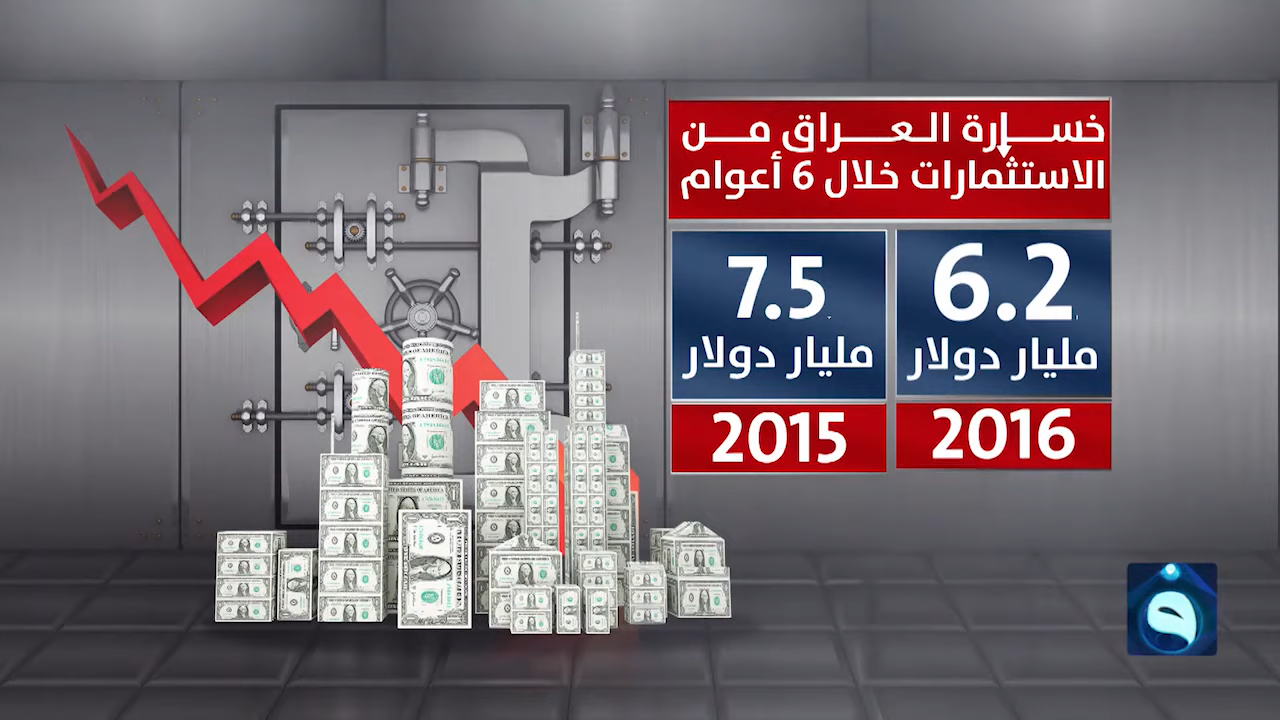 خسارة العراق من
الاستثمارات خلال 6 أعوام
6.2
مليار دولار
2016
7.5
مليار دولار
2015